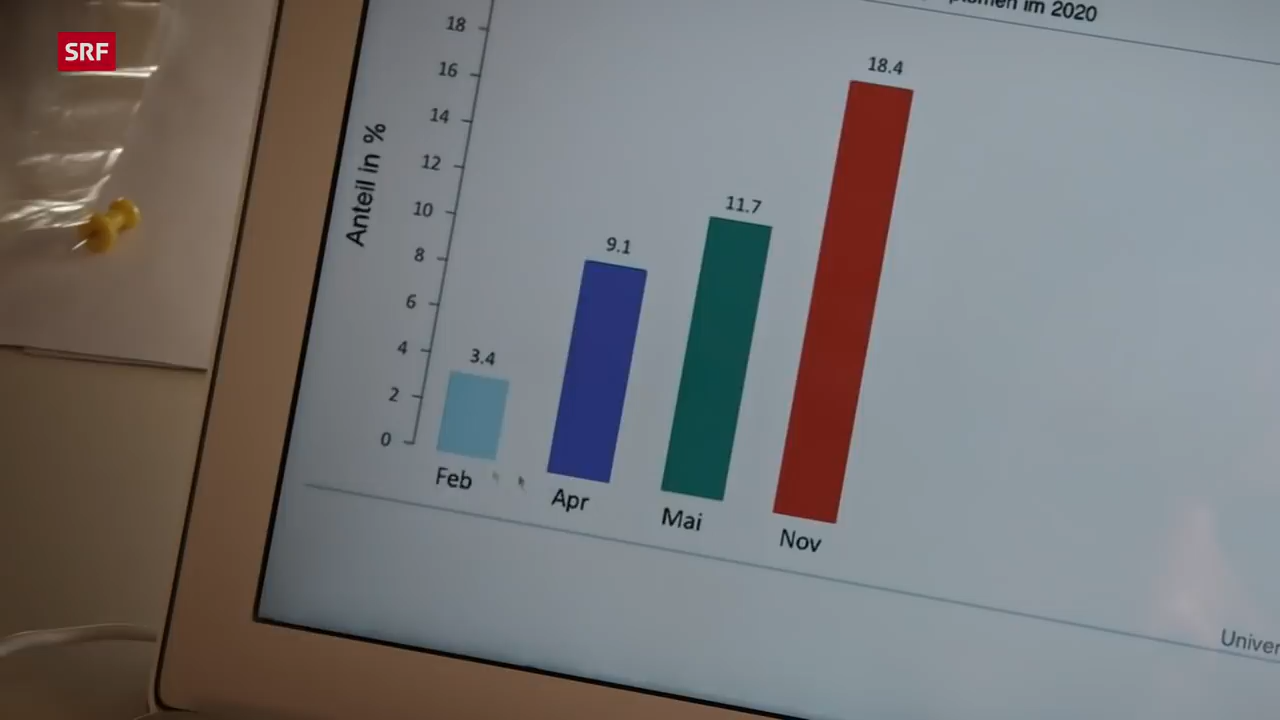 SRF
im 2020
18
16
14
12
10
8
6
4
2
0
Anteil in %
3.4
9.1
11.7
18.4
Feb
Apr
Mai
Nov